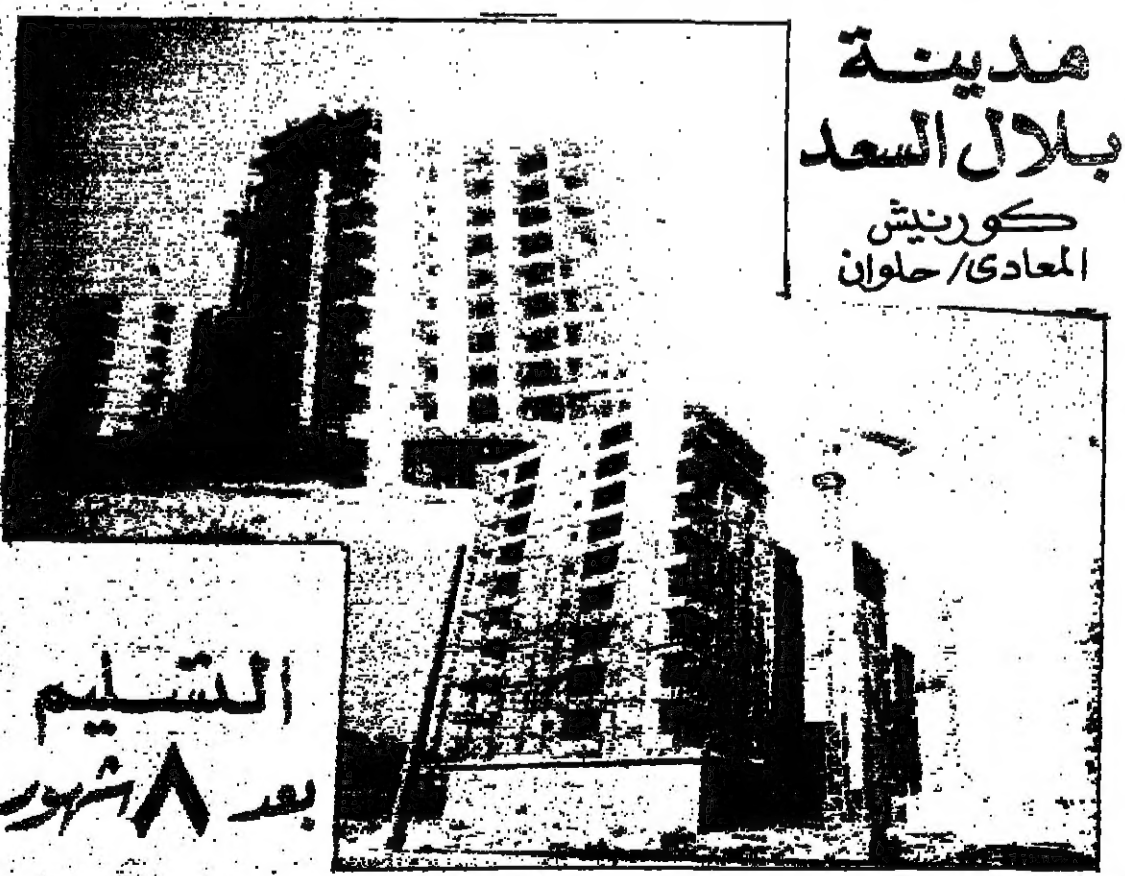 مدينة
بلال السعد
كورنيش
المعادى/حلوان
التسليم
بعد ٨ شهور